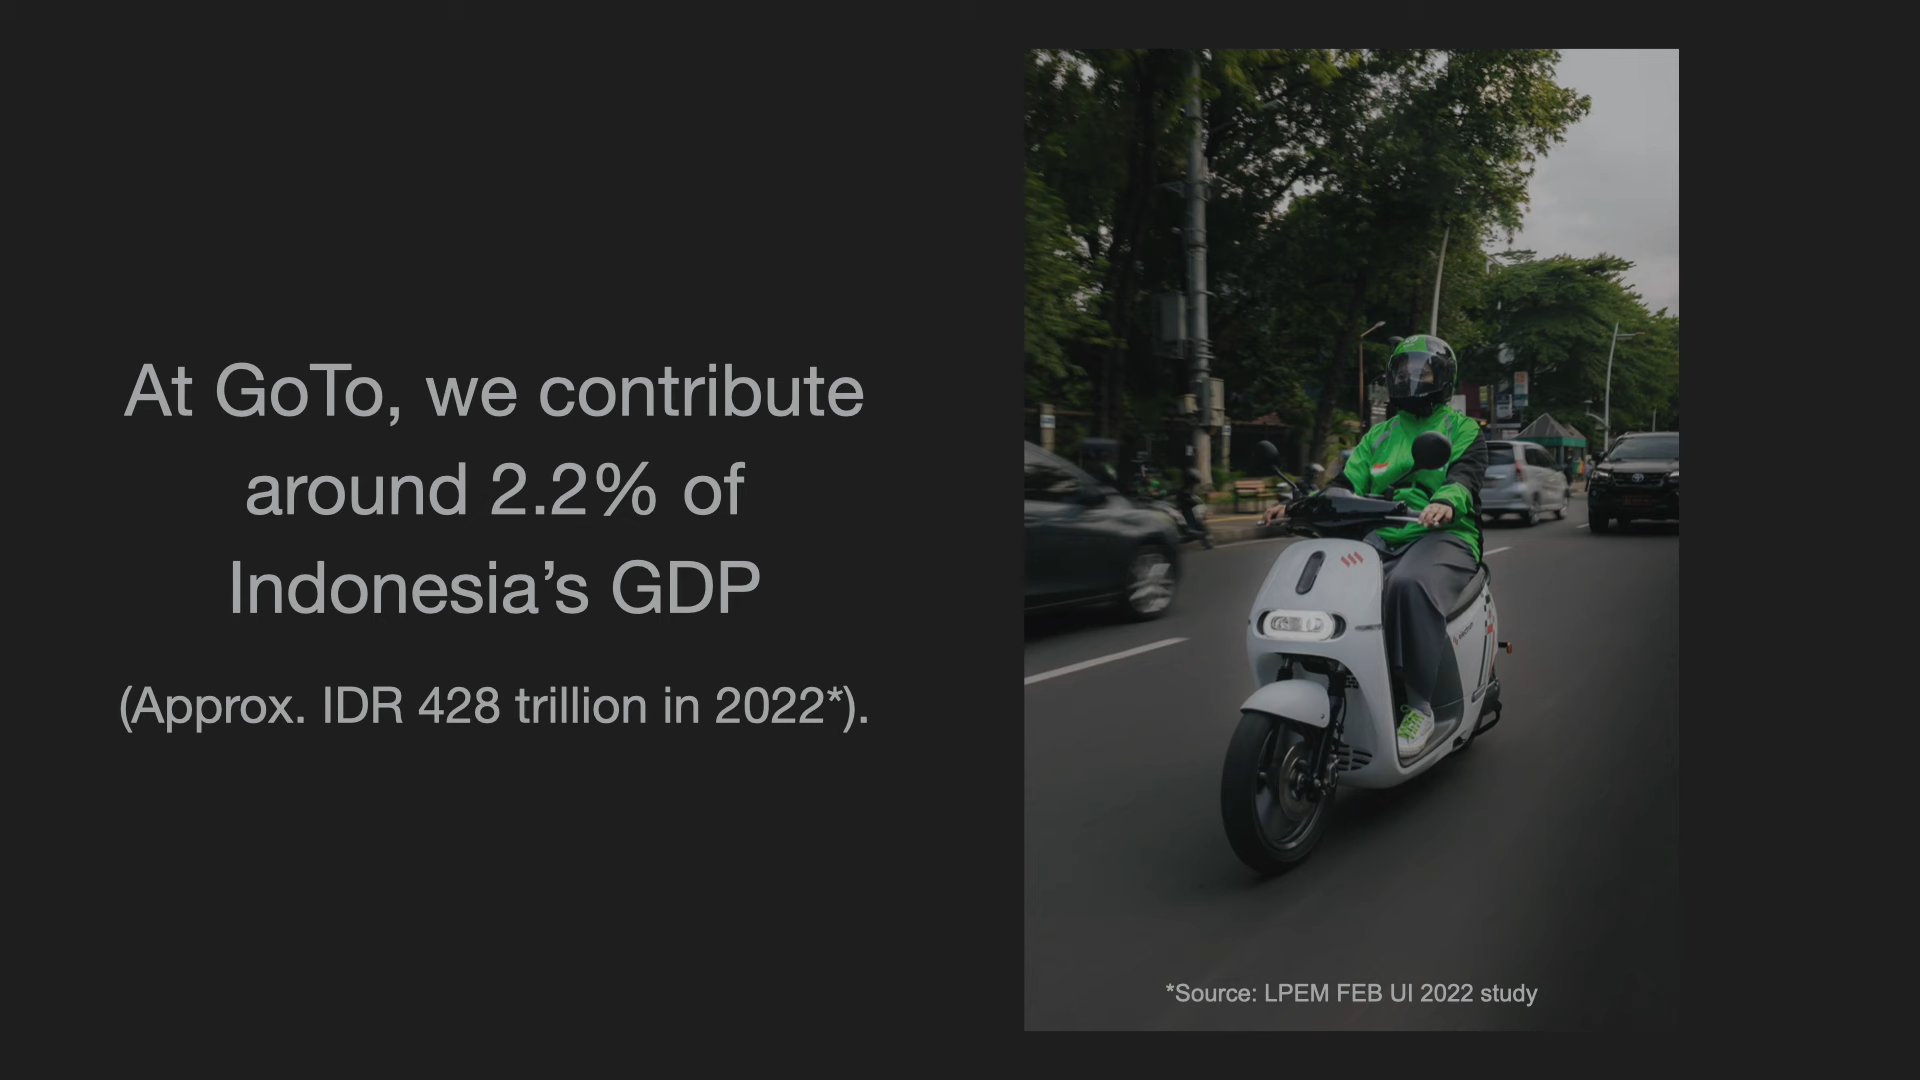 At GoTo, we contribute
around 2.2% of
Indonesia’s GDP
(Approx. IDR 428 trillion in 2022*).
*Source: LPEM FEB UI 2022 study